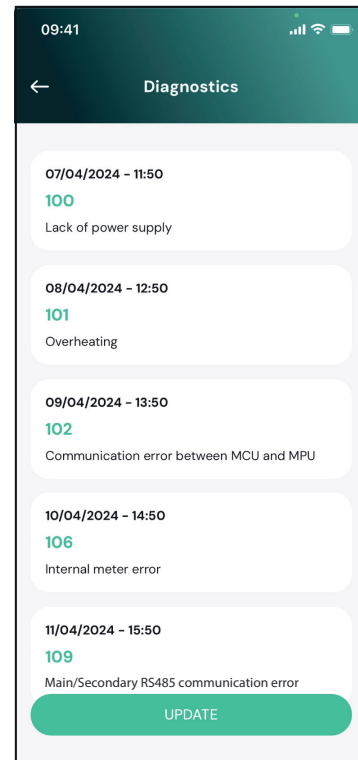 09:41
Diagnostics
07/04/2024 - 11:50
100
Lack of power supply
08/04/2024 - 12:50
101
Overheating
09/04/2024 - 13:50
102
Communication error between MCU and MPU
10/04/2024 - 14:50
106
Internal meter error
11/04/2024 - 15:50
109
Main/Secondary RS485 communication error
UPDATE